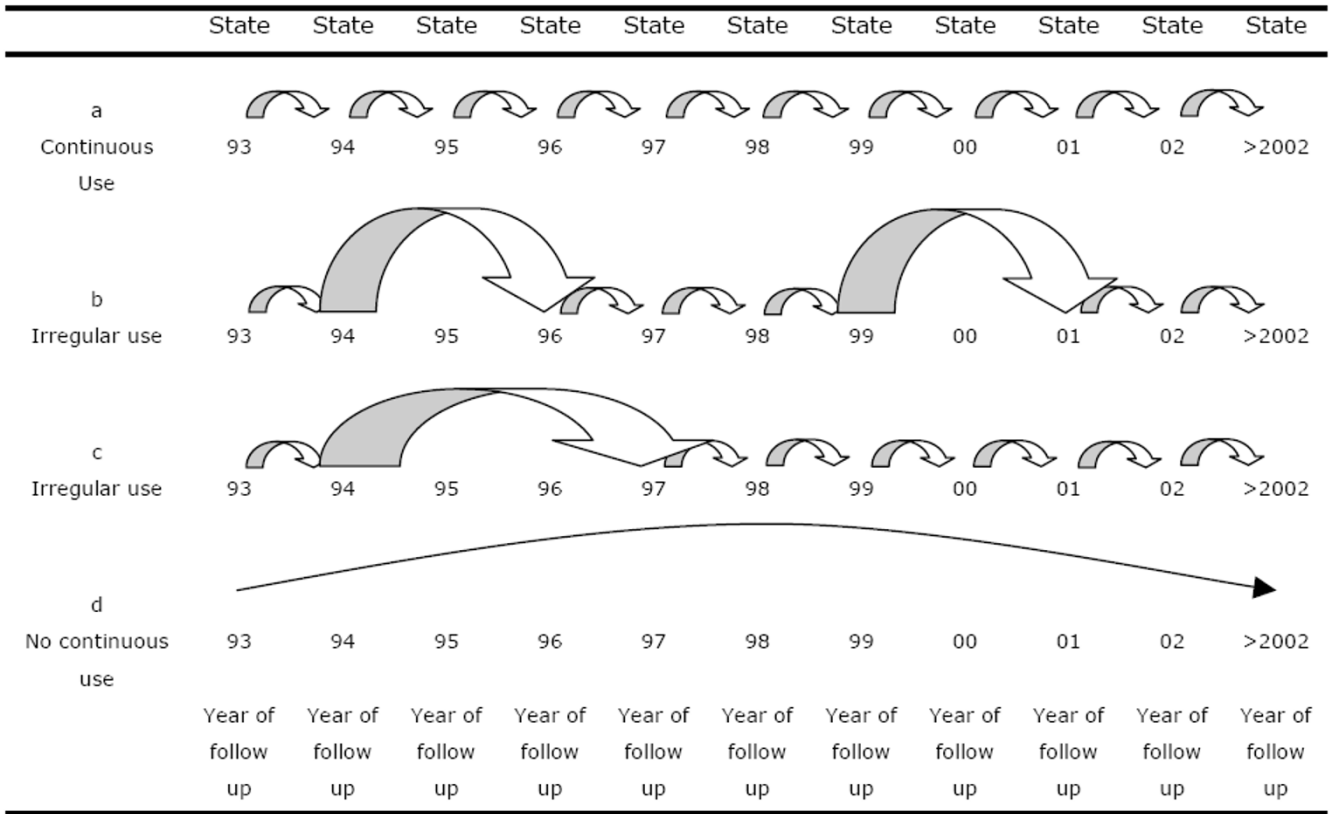 State State State State State State State State State State State
a
Continuous 93 94 95 96 97 98 99 00 01 02 >2002
Use
b
Irregular use 93 94 95 96 97 98 99 00 01 02 >2002
c
Irregular use 93 94 95 96 97 98 99 00 01 02 >2002
d
No continuous 93 94 95 96 97 98 99 00 01 02 >2002
use
Year of Year of Year of Year of Year of Year of Year of Year of Year of Year of Year of
follow follow follow follow follow follow follow follow follow follow follow
up up up up up up up up up up up